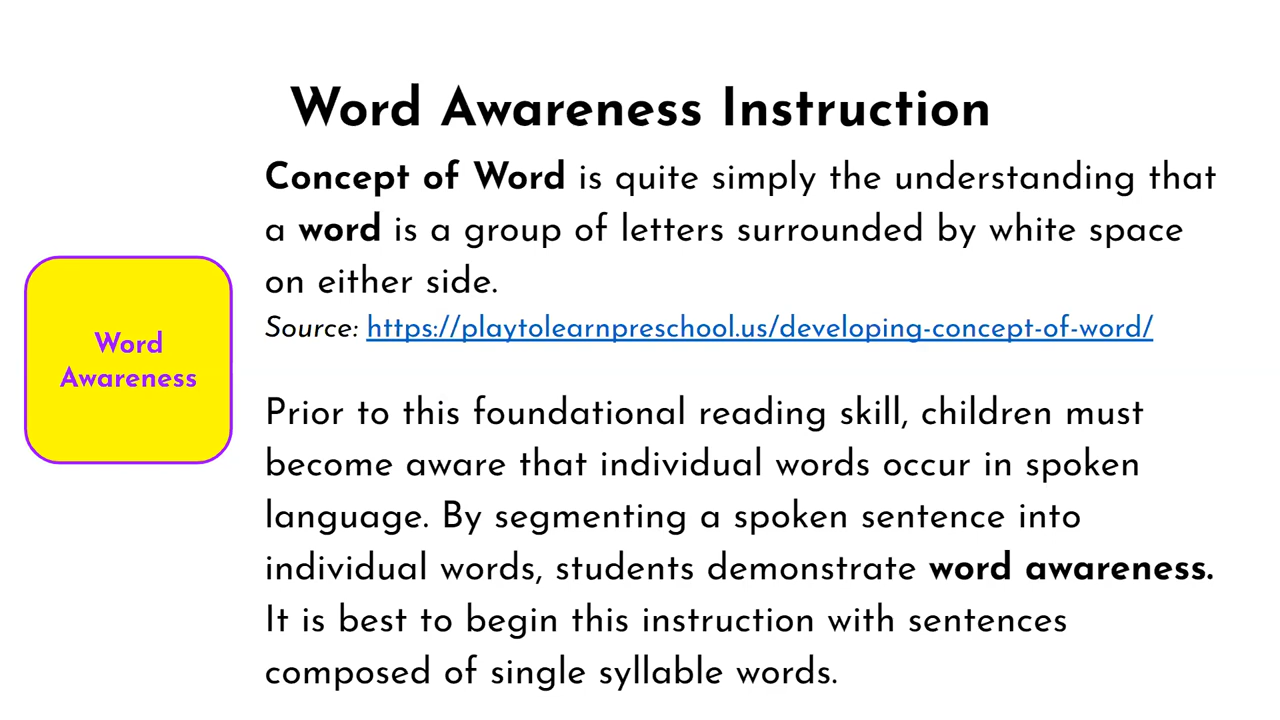 Word Awareness Instruction
Concept of Word is quite simply the understanding that
a word is a group of letters surrounded by white space
on either side.
Source: https://playtolearnpreschool.us/developing-concept-of-word/
Word
Awareness
Prior to this foundational reading skill, children must
become aware that individual words occur in spoken
language. By segmenting a spoken sentence into
individual words, students demonstrate word awareness.
It is best to begin this instruction with sentences
composed of single syllable words.